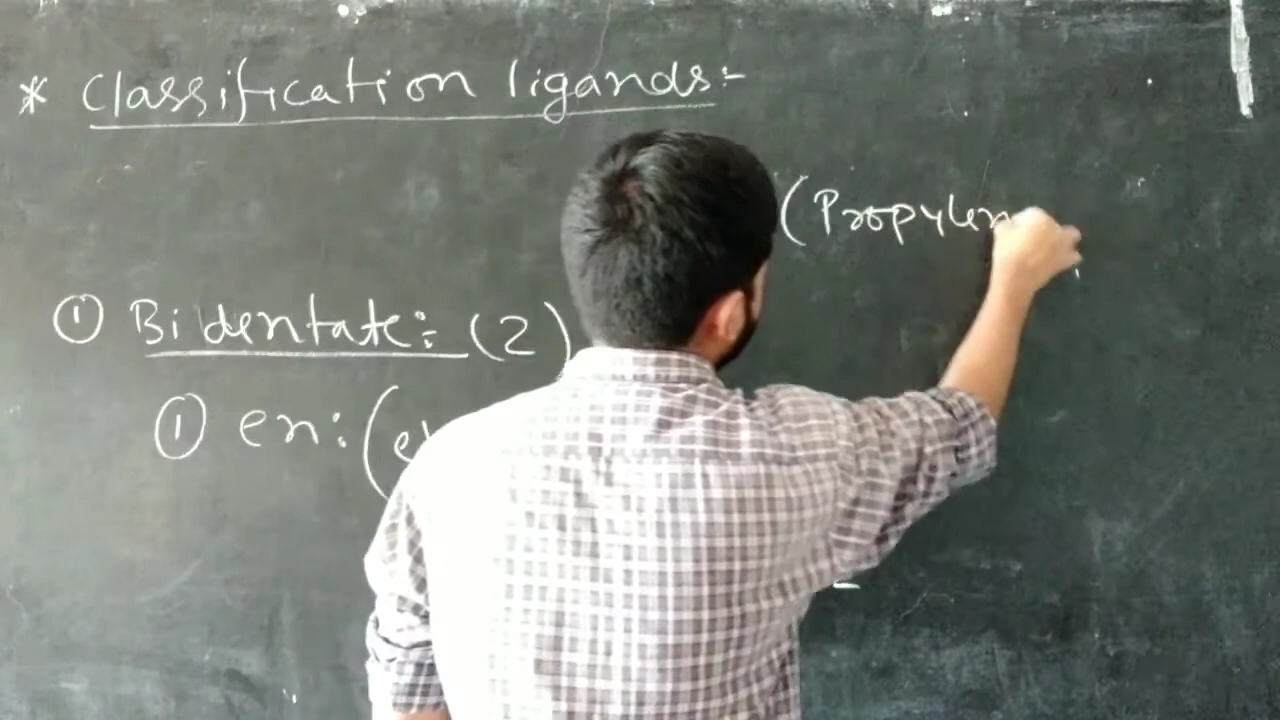 * Classification ligands:-
(Propylen
① Bidentate:- (2)
① en: (e